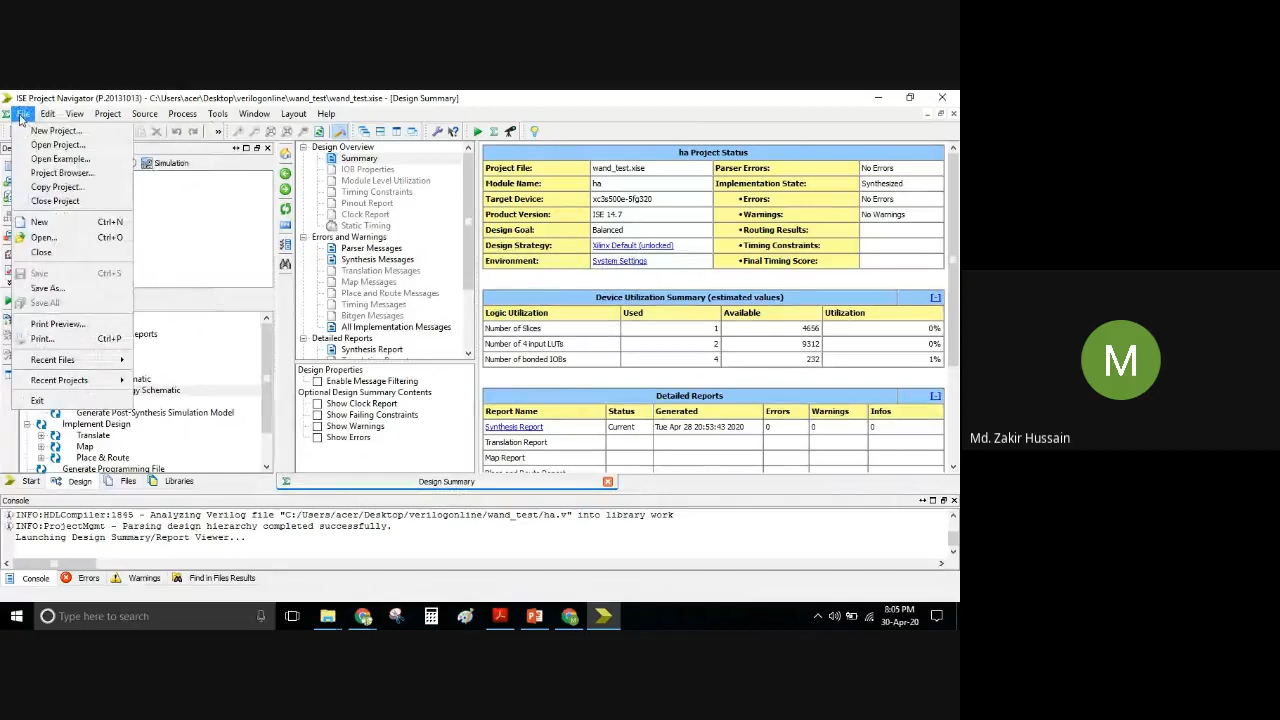 ISE Project Navigator (P.20131013) - C:\Users\acer\Desktop\verilogonline\wand_test\wand_test.xise - [Design Summary]
File Edit View Project Source Process Tools Window Layout Help
New Project...
Open Project...
Open Example...
Project Browser...
Copy Project...
Close Project
New Ctrl+N
Open... Ctrl+O
Close
Save Ctrl+S
Save As...
Save All
Print Preview...
Print... Ctrl+P
Recent Files
Recent Projects
Exit
Simulation
Generate Post-Synthesis Simulation Model
Implement Design
Translate
Map
Place & Route
Generate Programming File
Start Design Files Libraries
Design Overview
Summary
IOB Properties
Module Level Utilization
Timing Constraints
Pinout Report
Clock Report
Static Timing
Errors and Warnings
Parser Messages
Synthesis Messages
Translation Messages
Map Messages
Place and Route Messages
Timing Messages
Bitgen Messages
All Implementation Messages
Detailed Reports
Synthesis Report
Design Properties
Enable Message Filtering
Optional Design Summary Contents
Show Clock Report
Show Failing Constraints
Show Warnings
Show Errors
ha Project Status
Project File: wand_test.xise Parser Errors: No Errors
Module Name: ha Implementation State: Synthesized
Target Device: xc3s500e-5fg320 • Errors: No Errors
Product Version: ISE 14.7 • Warnings: No Warnings
Design Goal: Balanced • Routing Results:
Design Strategy: Xilinx Default (unlocked) • Timing Constraints:
Environment: System Settings • Final Timing Score:
Device Utilization Summary (estimated values) [-]
Logic Utilization Used Available Utilization
Number of Slices 1 4656 0%
Number of 4 input LUTs 2 9312 0%
Number of bonded IOBs 4 232 1%
Detailed Reports [-]
Report Name Status Generated Errors Warnings Infos
Synthesis Report Current Tue Apr 28 20:53:43 2020 0 0 0
Translation Report
Map Report
Design Summary
Console
INFO:HDLCompiler:1845 - Analyzing Verilog file "C:/Users/acer/Desktop/verilogonline/wand_test/ha.v" into library work
INFO:ProjectMgmt - Parsing design hierarchy completed successfully.
Launching Design Summary/Report Viewer...
Console Errors Warnings Find in Files Results
Type here to search
8:05 PM
30-Apr-20
M
Md. Zakir Hussain